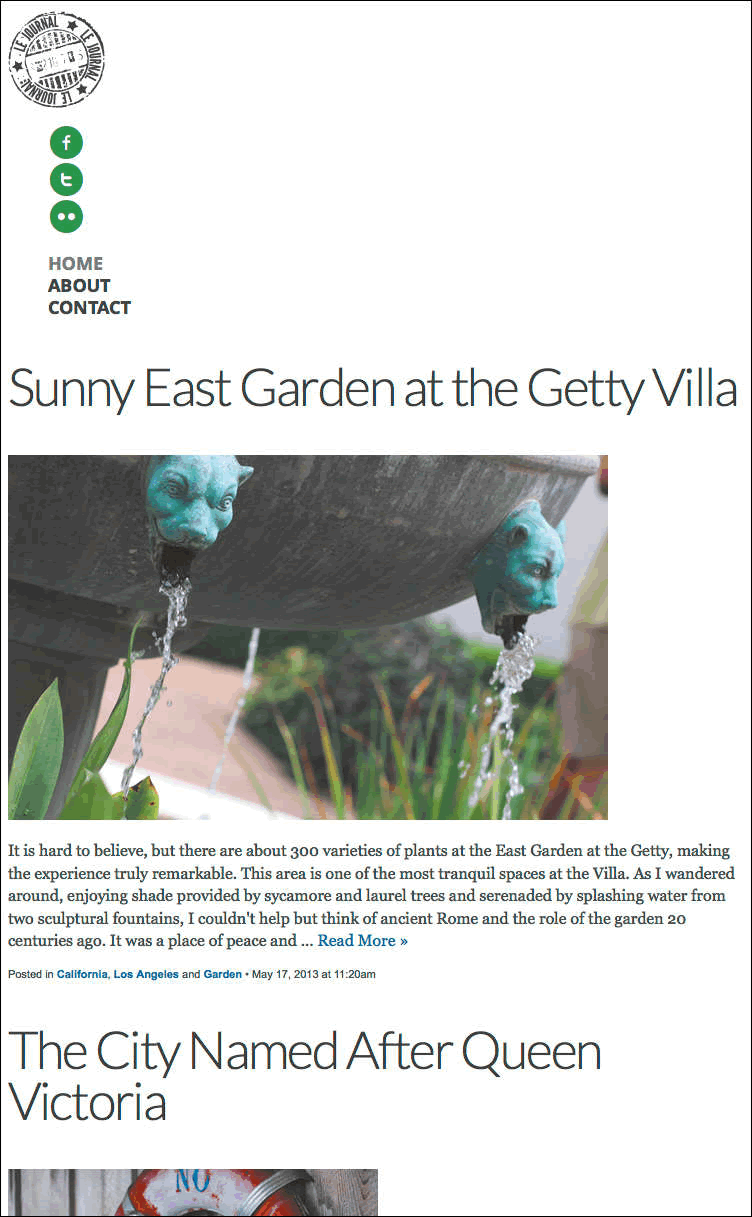 LE JOURNAL
LE JOURNAL
LE JOURNAL
HOME
ABOUT
CONTACT
Sunny East Garden at the Getty Villa
It is hard to believe, but there are about 300 varieties of plants at the East Garden at the Getty, making
the experience truly remarkable. This area is one of the most tranquil spaces at the Villa. As I wandered
around, enjoying shade provided by sycamore and laurel trees and serenaded by splashing water from
two sculptural fountains, I couldn't help but think of ancient Rome and the role of the garden 20
centuries ago. It was a place of peace and ... Read More »
Posted in California, Los Angeles and Garden • May 17, 2013 at 11:20am
The City Named After Queen
Victoria
NO